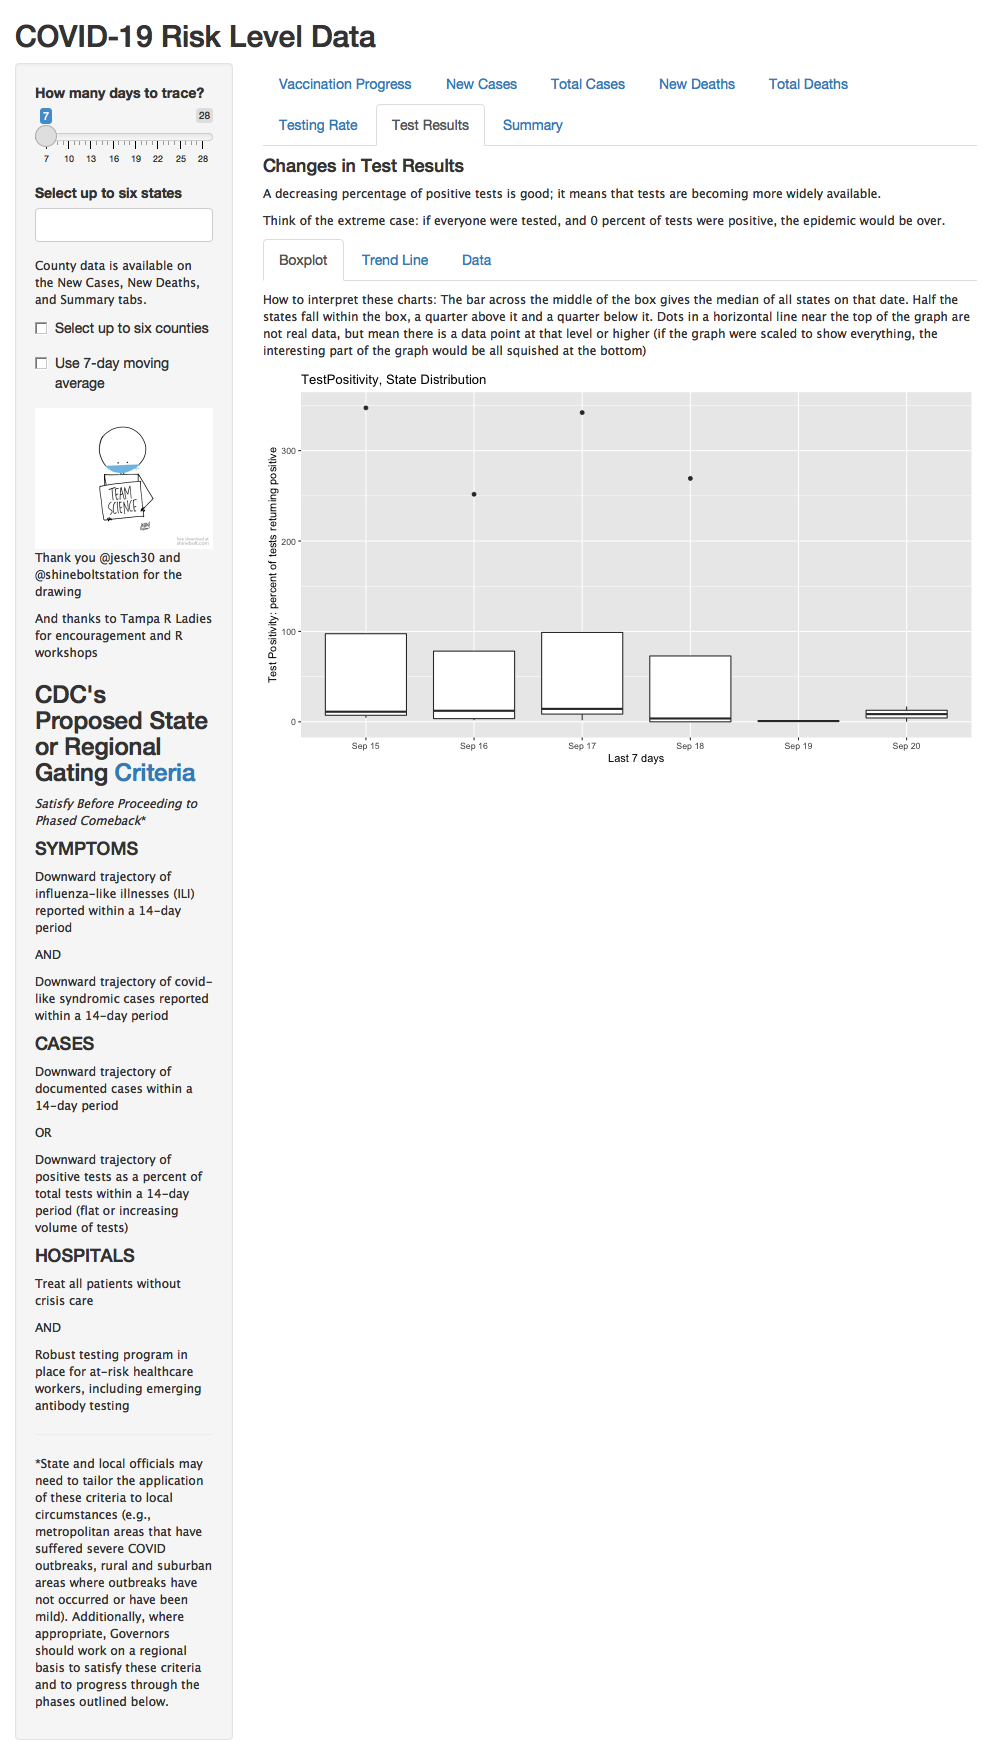 COVID-19 Risk Level Data
How many days to trace?
7
28
7 10 13 16 19 22 25 28
Select up to six states
County data is available on
the New Cases, New Deaths,
and Summary tabs.
Select up to six counties
Use 7-day moving
average
TEAM
SCIENCE
Thank you @jesch30 and
@shineboltstation for the
drawing
And thanks to Tampa R Ladies
for encouragement and R
workshops
CDC's
Proposed State
or Regional
Gating Criteria
Satisfy Before Proceeding to
Phased Comeback*
SYMPTOMS
Downward trajectory of
influenza-like illnesses (ILI)
reported within a 14-day
period
AND
Downward trajectory of covid-
like syndromic cases reported
within a 14-day period
CASES
Downward trajectory of
documented cases within a
14-day period
OR
Downward trajectory of
positive tests as a percent of
total tests within a 14-day
period (flat or increasing
volume of tests)
HOSPITALS
Treat all patients without
crisis care
AND
Robust testing program in
place for at-risk healthcare
workers, including emerging
antibody testing
*State and local officials may
need to tailor the application
of these criteria to local
circumstances (e.g.,
metropolitan areas that have
suffered severe COVID
outbreaks, rural and suburban
areas where outbreaks have
not occurred or have been
mild). Additionally, where
appropriate, Governors
should work on a regional
basis to satisfy these criteria
and to progress through the
phases outlined below.
Vaccination Progress New Cases Total Cases New Deaths Total Deaths
Testing Rate Test Results Summary
Changes in Test Results
A decreasing percentage of positive tests is good; it means that tests are becoming more widely available.
Think of the extreme case: if everyone were tested, and 0 percent of tests were positive, the epidemic would be over.
Boxplot Trend Line Data
How to interpret these charts: The bar across the middle of the box gives the median of all states on that date. Half the
states fall within the box, a quarter above it and a quarter below it. Dots in a horizontal line near the top of the graph are
not real data, but mean there is a data point at that level or higher (if the graph were scaled to show everything, the
interesting part of the graph would be all squished at the bottom)
TestPositivity, State Distribution
Test Positivity: percent of tests returning positive
300
200
100
0
Sep 15 Sep 16 Sep 17 Sep 18 Sep 19 Sep 20
Last 7 days